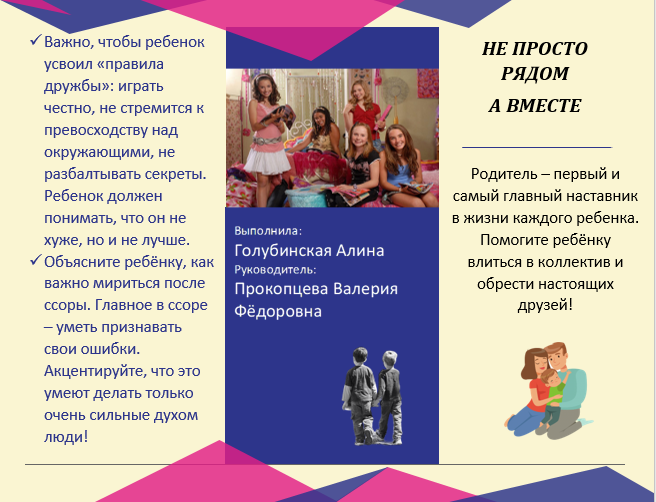 ✓ Важно, чтобы ребенок
усвоил «правила
дружбы»: играть
честно, не стремится к
превосходству над
окружающими, не
разбалтывать секреты.
Ребенок должен
понимать, что он не
хуже, но и не лучше.
✓ Объясните ребёнку, как
важно мириться после
ссоры. Главное в ссоре
– уметь признавать
свои ошибки.
Акцентируйте, что это
умеют делать только
очень сильные духом
люди!
Выполнила:
Голубинская Алина
Руководитель:
Прокопцева Валерия
Фёдоровна
НЕ ПРОСТО
РЯДОМ
А ВМЕСТЕ
Родитель – первый и
самый главный наставник
в жизни каждого ребенка.
Помогите ребёнку
влиться в коллектив и
обрести настоящих
друзей!